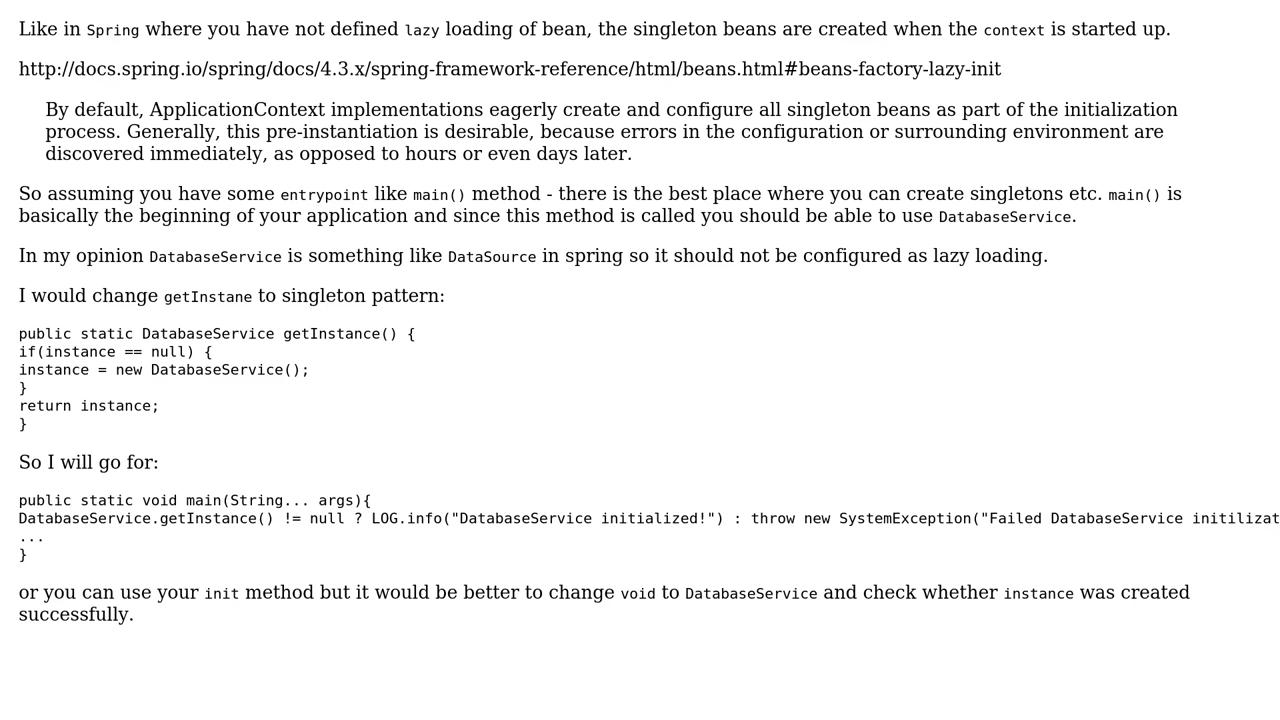 Like in Spring where you have not defined lazy loading of bean, the singleton beans are created when the context is started up.
http://docs.spring.io/spring/docs/4.3.x/spring-framework-reference/html/beans.html#beans-factory-lazy-init
By default, ApplicationContext implementations eagerly create and configure all singleton beans as part of the initialization
process. Generally, this pre-instantiation is desirable, because errors in the configuration or surrounding environment are
discovered immediately, as opposed to hours or even days later.
So assuming you have some entrypoint like main() method - there is the best place where you can create singletons etc. main() is
basically the beginning of your application and since this method is called you should be able to use DatabaseService.
In my opinion DatabaseService is something like DataSource in spring so it should not be configured as lazy loading.
I would change getInstane to singleton pattern:
public static DatabaseService getInstance() {
if(instance == null) {
instance = new DatabaseService();
}
return instance;
}
So I will go for:
public static void main(String... args){
DatabaseService.getInstance() != null ? LOG.info("DatabaseService initialized!") : throw new SystemException("Failed DatabaseService initilizat
...
}
or you can use your init method but it would be better to change void to DatabaseService and check whether instance was created
successfully.